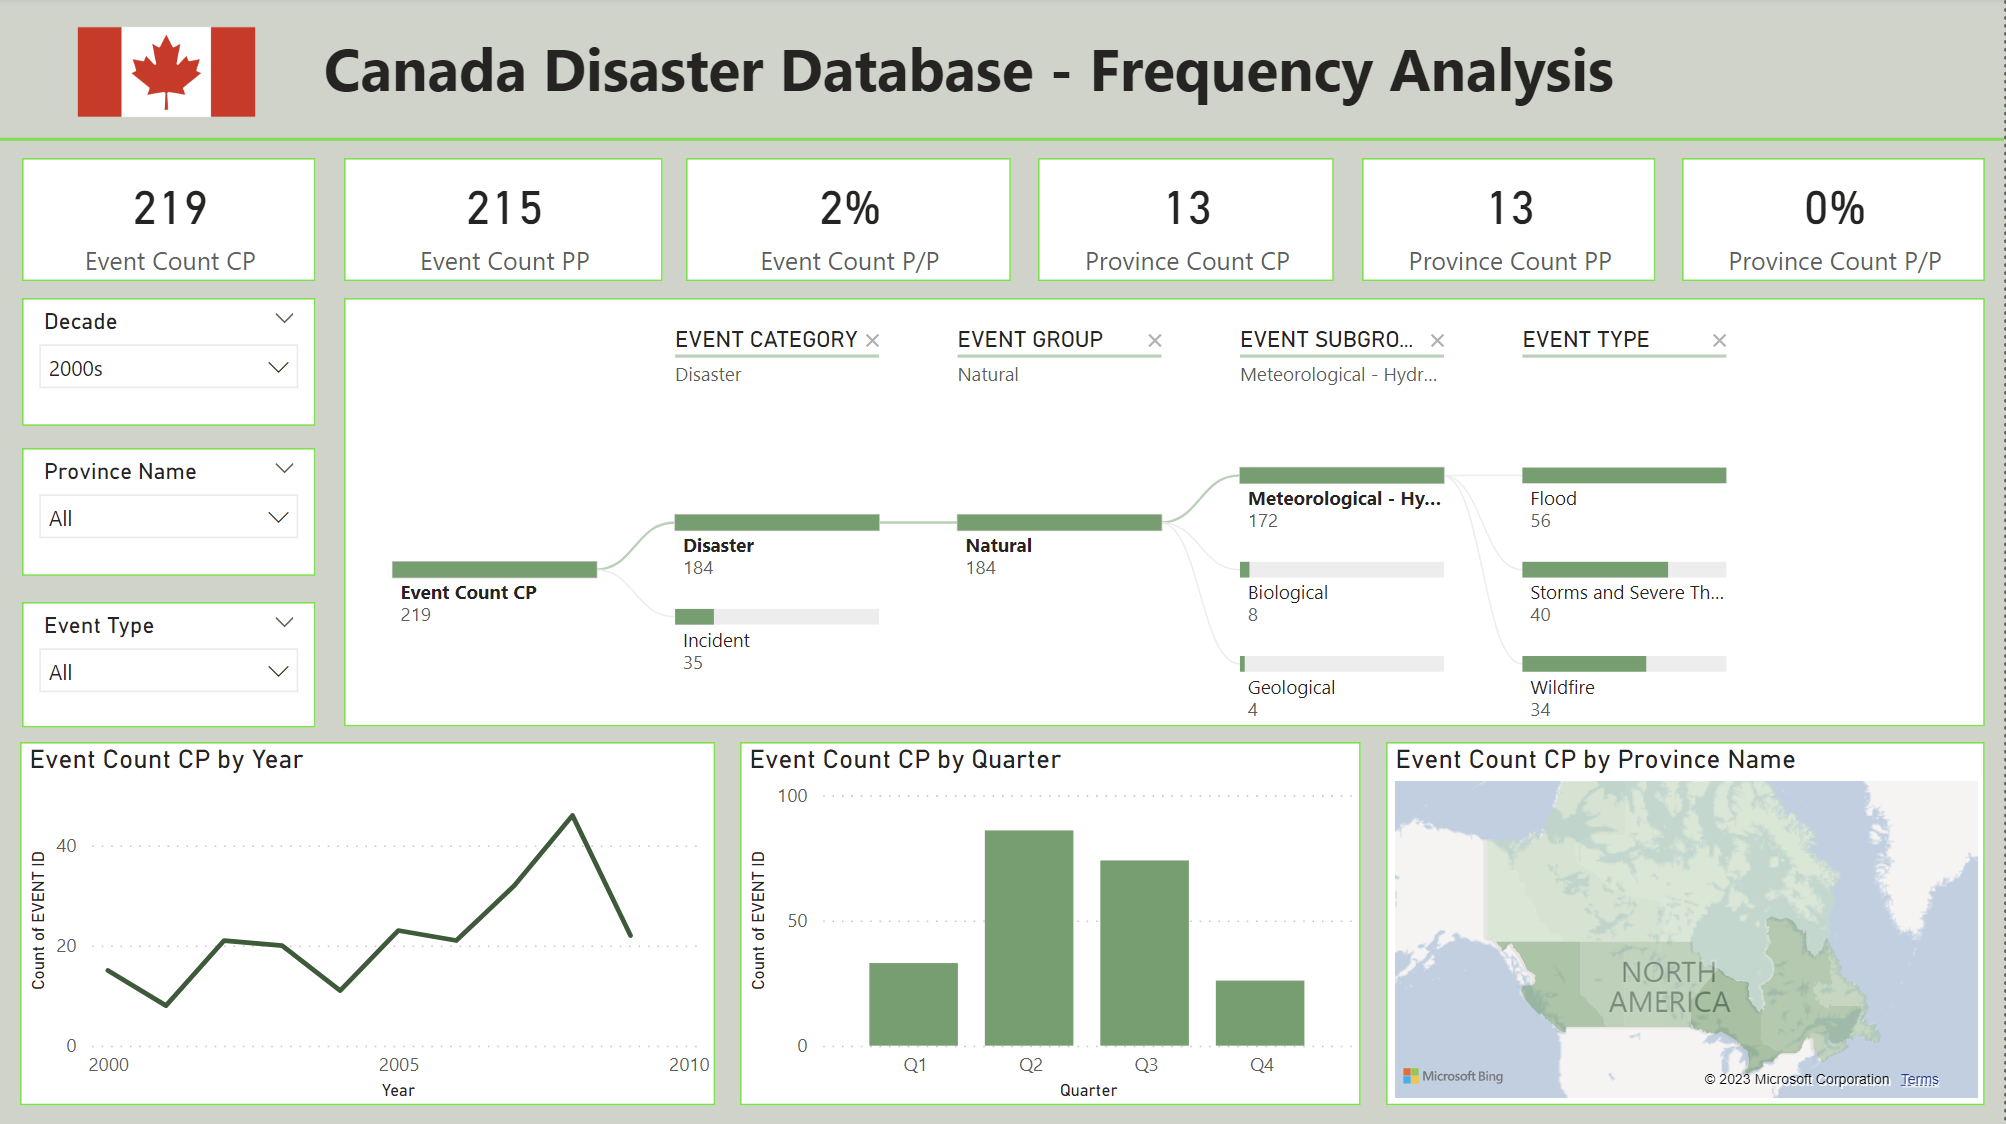 Canada Disaster Database - Frequency Analysis
219
Event Count CP
215
Event Count PP
2%
Event Count P/P
13
Province Count CP
13
Province Count PP
0%
Province Count P/P
Decade
2000s
Province Name
All
Event Type
All
EVENT CATEGORY
Disaster
EVENT GROUP
Natural
EVENT SUBGRO...
Meteorological - Hydr...
EVENT TYPE
Event Count CP
219
Disaster
184
Incident
35
Natural
184
Meteorological - Hy...
172
Biological
8
Geological
4
Flood
56
Storms and Severe Th...
40
Wildfire
34
Event Count CP by Year
Count of EVENT ID
40
20
0
2000
2005
2010
Year
Event Count CP by Quarter
Count of EVENT ID
100
50
0
Q1
Q2
Q3
Q4
Quarter
Event Count CP by Province Name
NORTH
AMERICA
Microsoft Bing
© 2023 Microsoft Corporation Terms